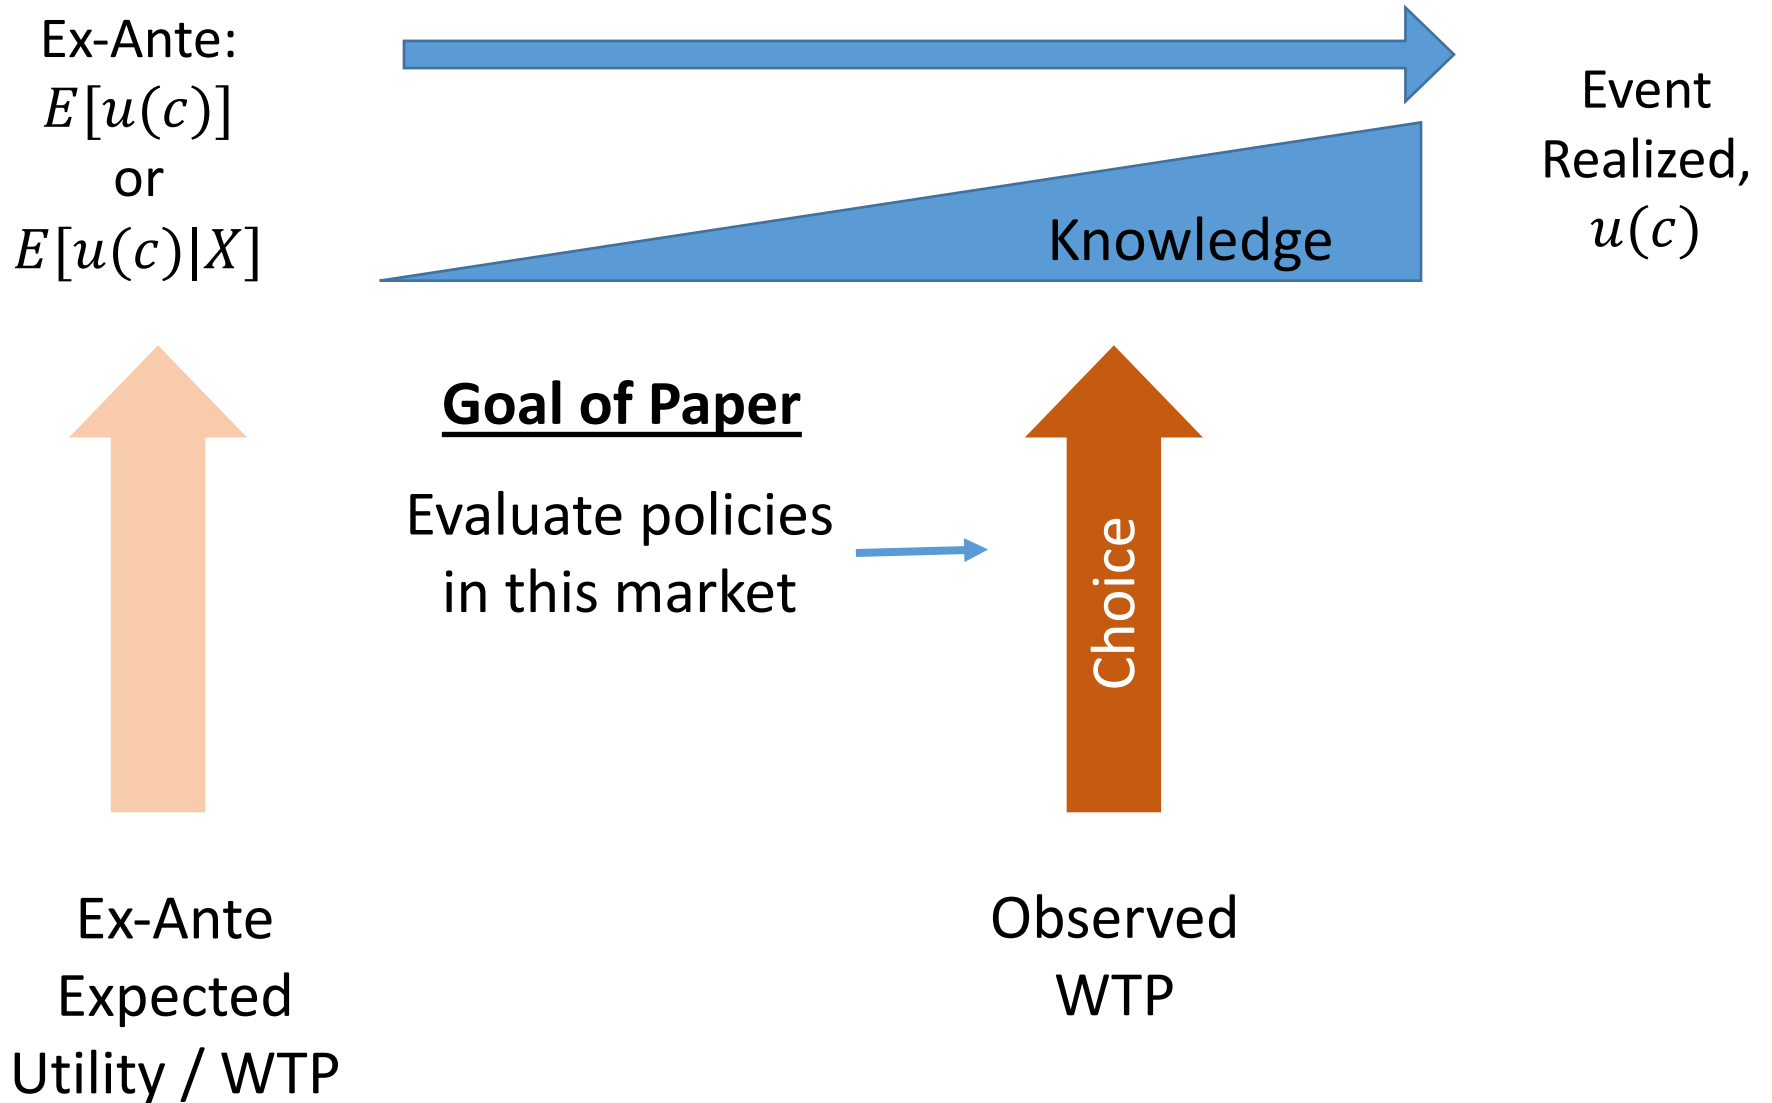 Ex-Ante:
E[u(c)]
or
E[u(c)|X]
Knowledge
Event
Realized,
u(c)
Goal of Paper
Evaluate policies
in this market
Choice
Ex-Ante
Expected
Utility / WTP
Observed
WTP